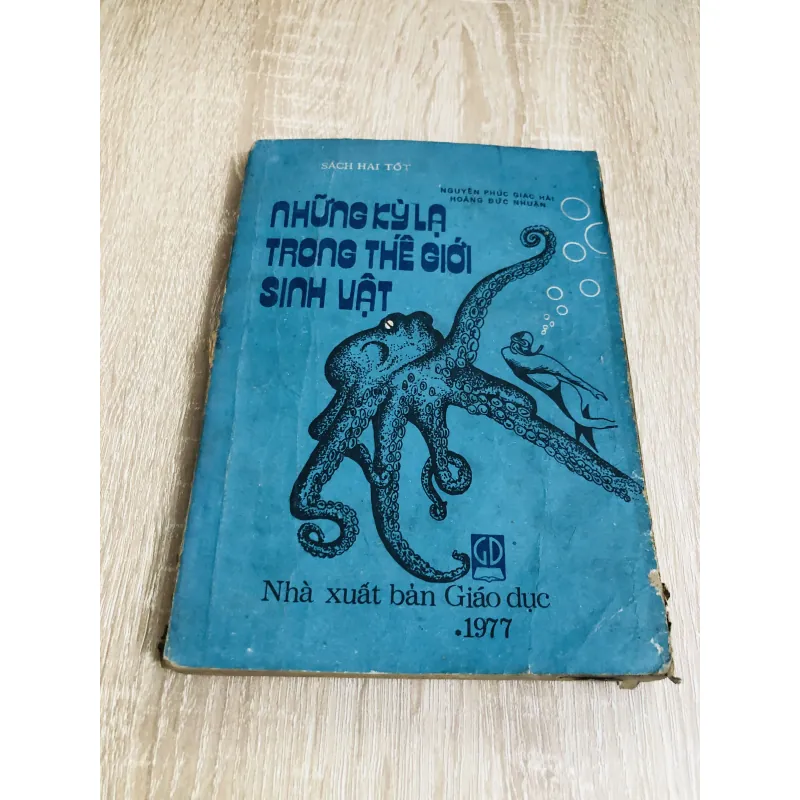 SÁCH HAI TỐT
NGUYỄN PHÚC GIÁC HẢI
HOÀNG ĐỨC NHUẬN
NHỮNG KỲ LẠ
TRONG THẾ GIỚI
SINH VẬT
GD
Nhà xuất bản Giáo dục
.1977